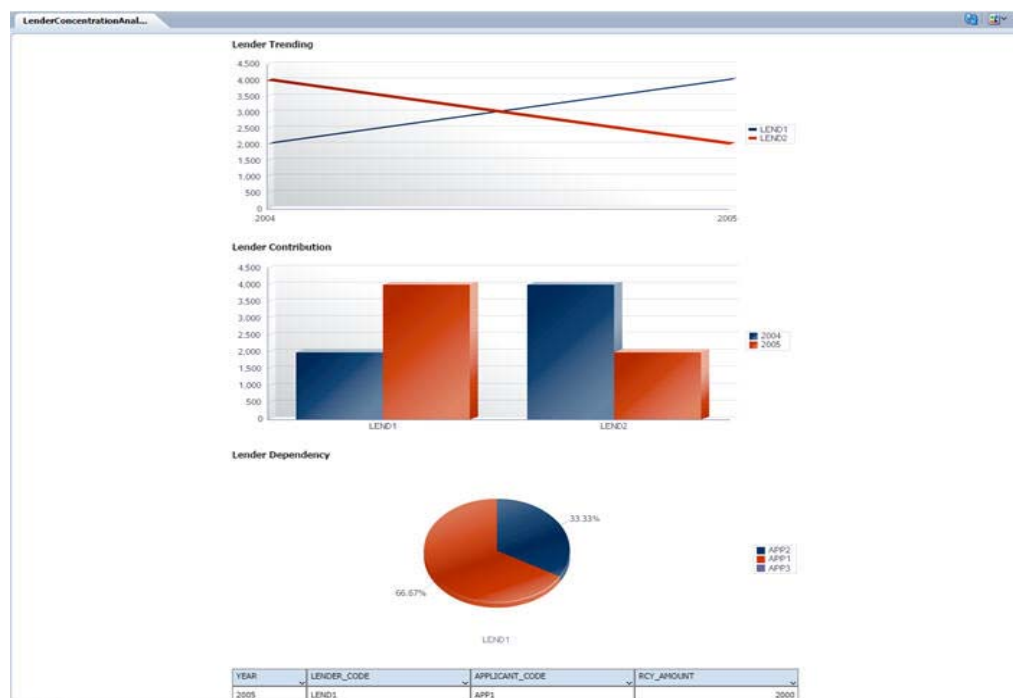 LenderConcentrationAnal...
Lender Trending
4.500
4.000
3.500
3.000
2.500
2.000
1.500
1.000
500
0
2004 2005
LEND1
LEND2
Lender Contribution
4.500
4.000
3.500
3.000
2.500
2.000
1.500
1.000
500
0
LEND1 LEND2
2004
2005
Lender Dependency
33.33%
66.67%
APP2
APP1
APP3
LEND1
YEAR LENDER_CODE APPLICANT_CODE RCY_AMOUNT
2005 LEND1 APP1 2000